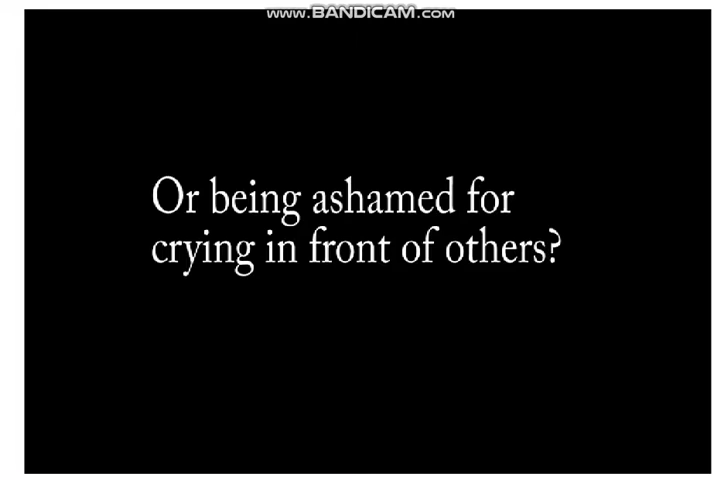 www.BANDICAM.com
Or being ashamed for
crying in front of others?